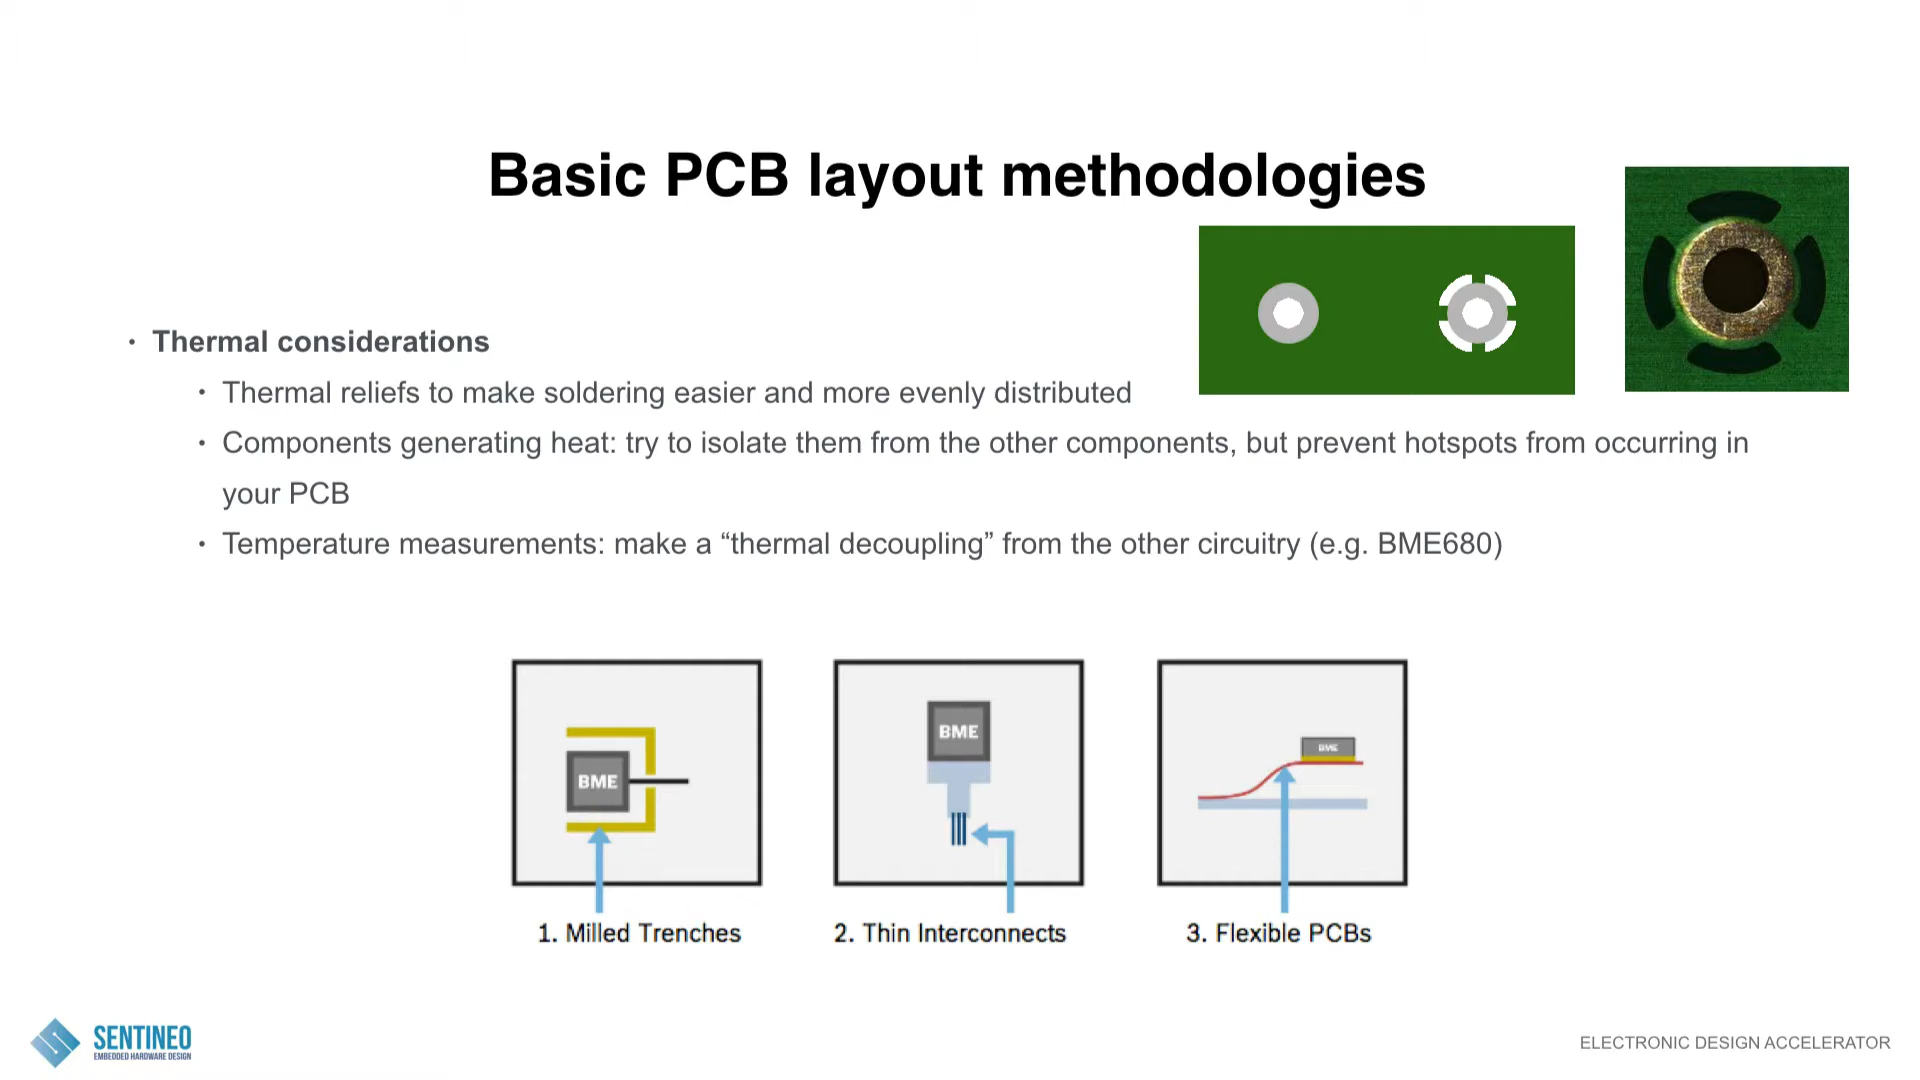 Basic PCB layout methodologies
• Thermal considerations
• Thermal reliefs to make soldering easier and more evenly distributed
• Components generating heat: try to isolate them from the other components, but prevent hotspots from occurring in
your PCB
• Temperature measurements: make a “thermal decoupling” from the other circuitry (e.g. BME680)
BME
BME
BME
1. Milled Trenches
2. Thin Interconnects
3. Flexible PCBs
SENTINEO
EMBEDDED HARDWARE DESIGN
ELECTRONIC DESIGN ACCELERATOR